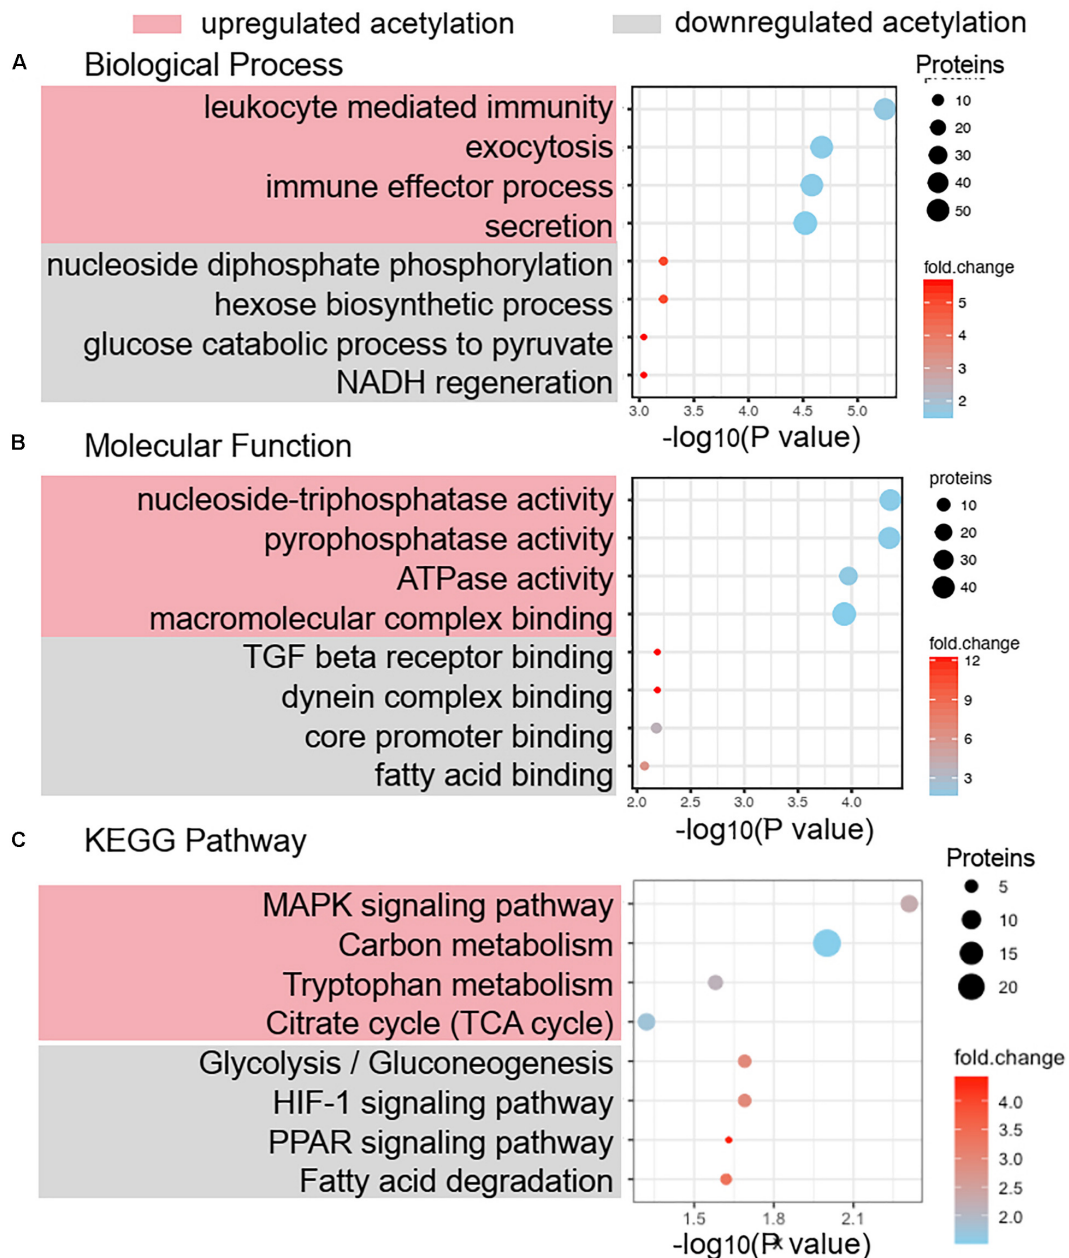 upregulated acetylation
downregulated acetylation
A
Biological Process
leukocyte mediated immunity
exocytosis
immune effector process
secretion
nucleoside diphosphate phosphorylation
hexose biosynthetic process
glucose catabolic process to pyruvate
NADH regeneration
3.0 3.5 4.0 4.5 5.0
-log10(P value)
Proteins
10
20
30
40
50
fold.change
5
4
3
2
B
Molecular Function
nucleoside-triphosphatase activity
pyrophosphatase activity
ATPase activity
macromolecular complex binding
TGF beta receptor binding
dynein complex binding
core promoter binding
fatty acid binding
2.0 2.5 3.0 3.5 4.0
-log10(P value)
proteins
10
20
30
40
fold.change
12
9
6
3
C
KEGG Pathway
MAPK signaling pathway
Carbon metabolism
Tryptophan metabolism
Citrate cycle (TCA cycle)
Glycolysis / Gluconeogenesis
HIF-1 signaling pathway
PPAR signaling pathway
Fatty acid degradation
1.5 1.8 2.1
-log10(P value)
Proteins
5
10
15
20
fold.change
4.0
3.5
3.0
2.5
2.0